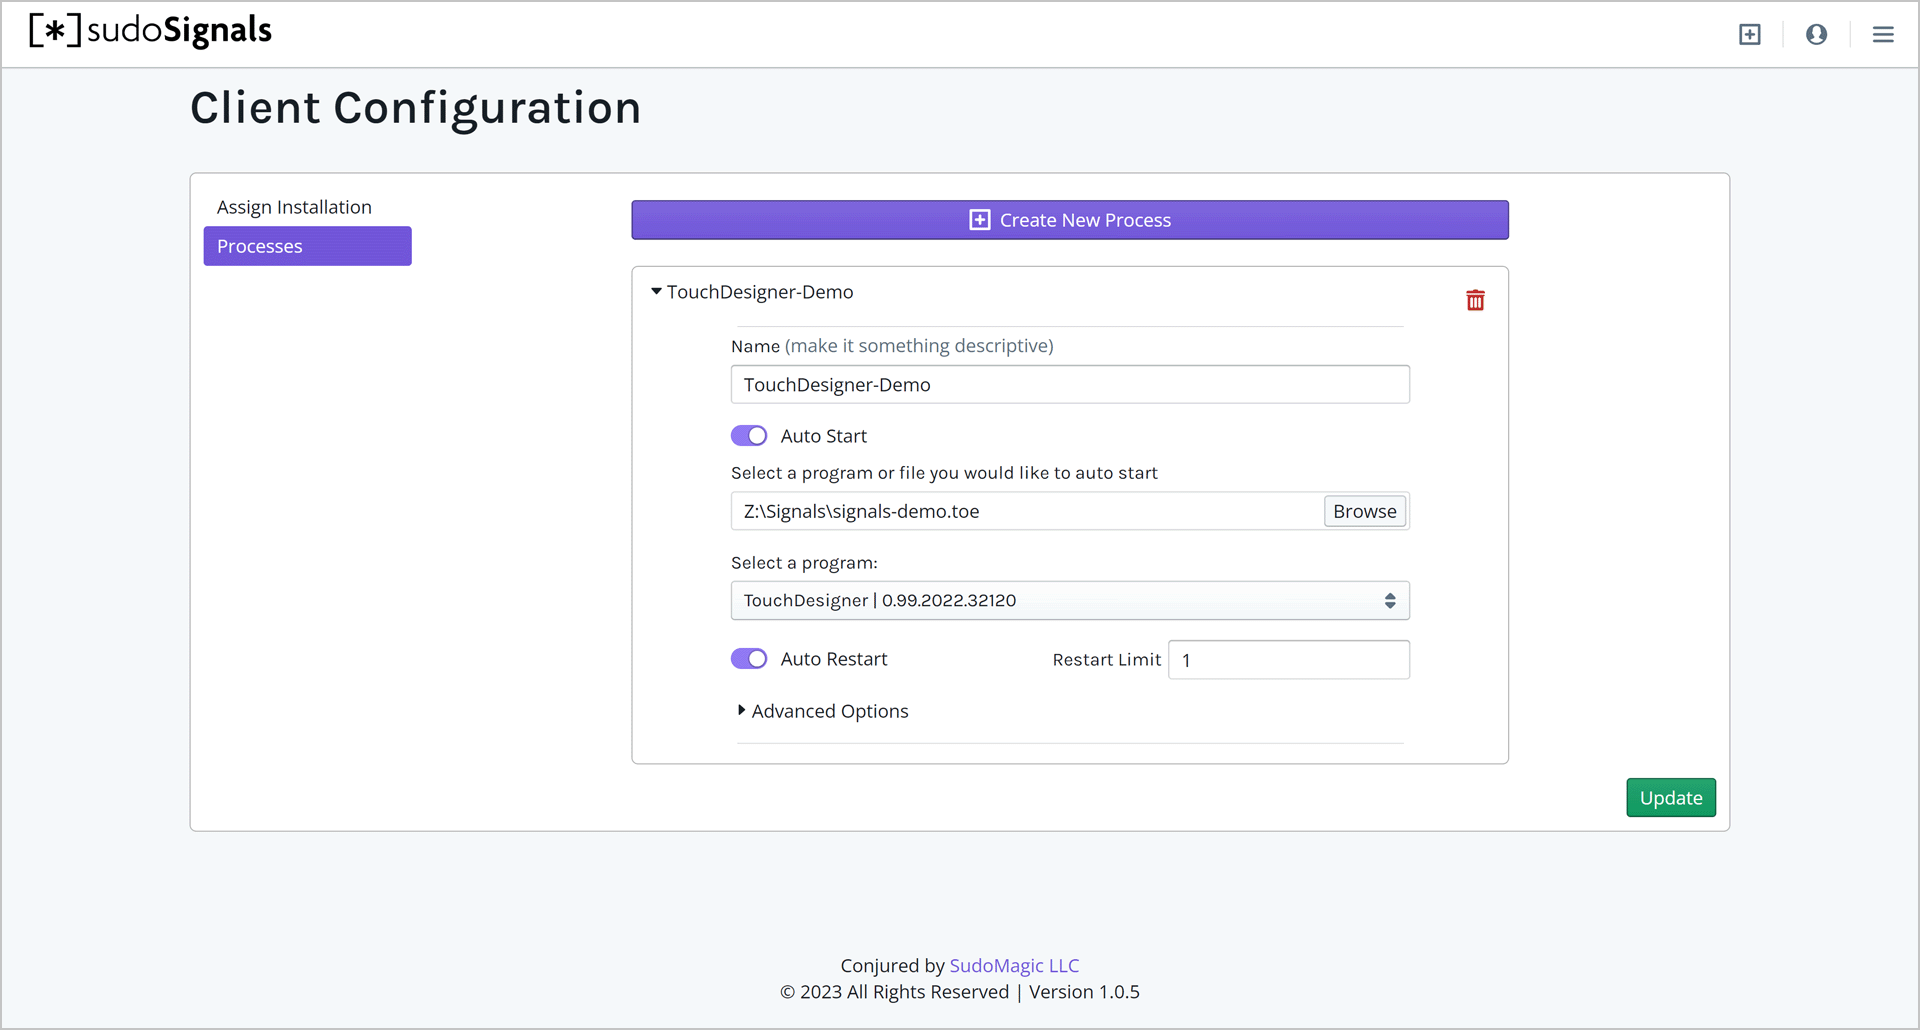 [*]sudoSignals
Client Configuration
Assign Installation
Processes
Create New Process
TouchDesigner-Demo
Name (make it something descriptive)
TouchDesigner-Demo
Auto Start
Select a program or file you would like to auto start
Z:\Signals\signals-demo.toe
Browse
Select a program:
TouchDesigner | 0.99.2022.32120
Auto Restart
Restart Limit
1
Advanced Options
Update
Conjured by SudoMagic LLC
© 2023 All Rights Reserved | Version 1.0.5